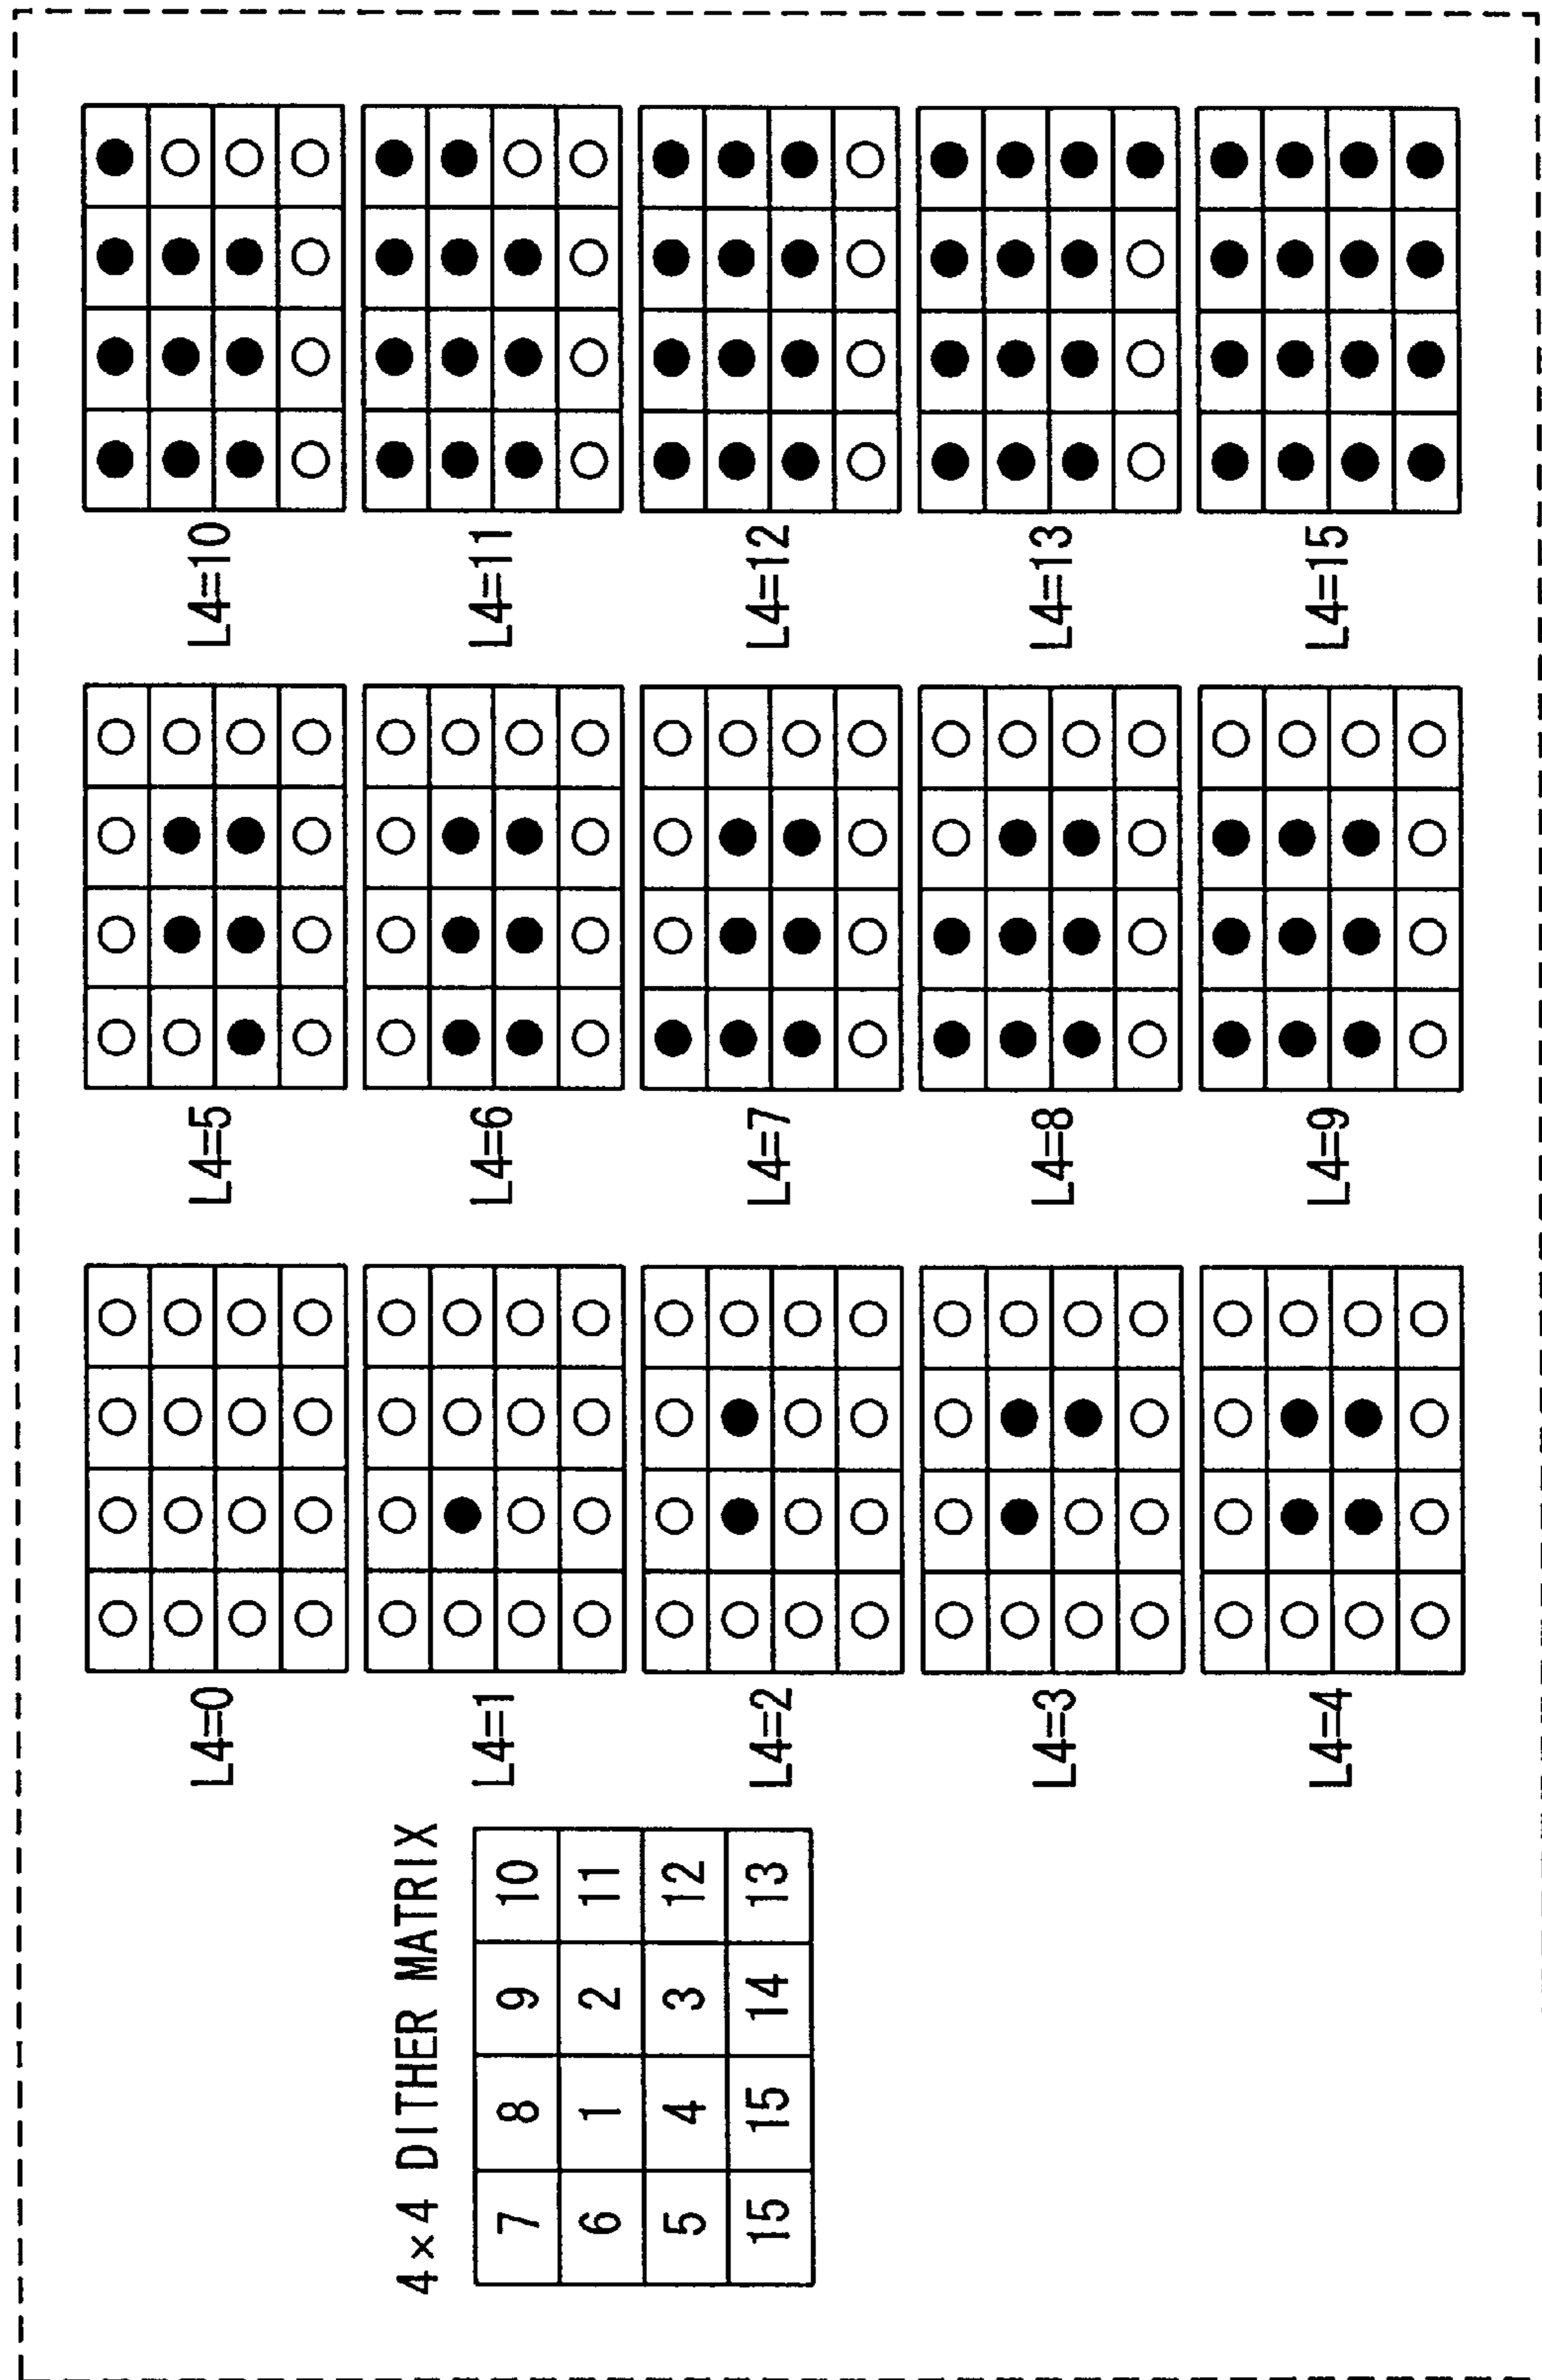 4×4 DITHER MATRIX
7 8 9 10
6 1 2 11
5 4 3 12
15 15 14 13
L4=0
L4=1
L4=2
L4=3
L4=4
L4=5
L4=6
L4=7
L4=8
L4=9
L4=10
L4=11
L4=12
L4=13
L4=15